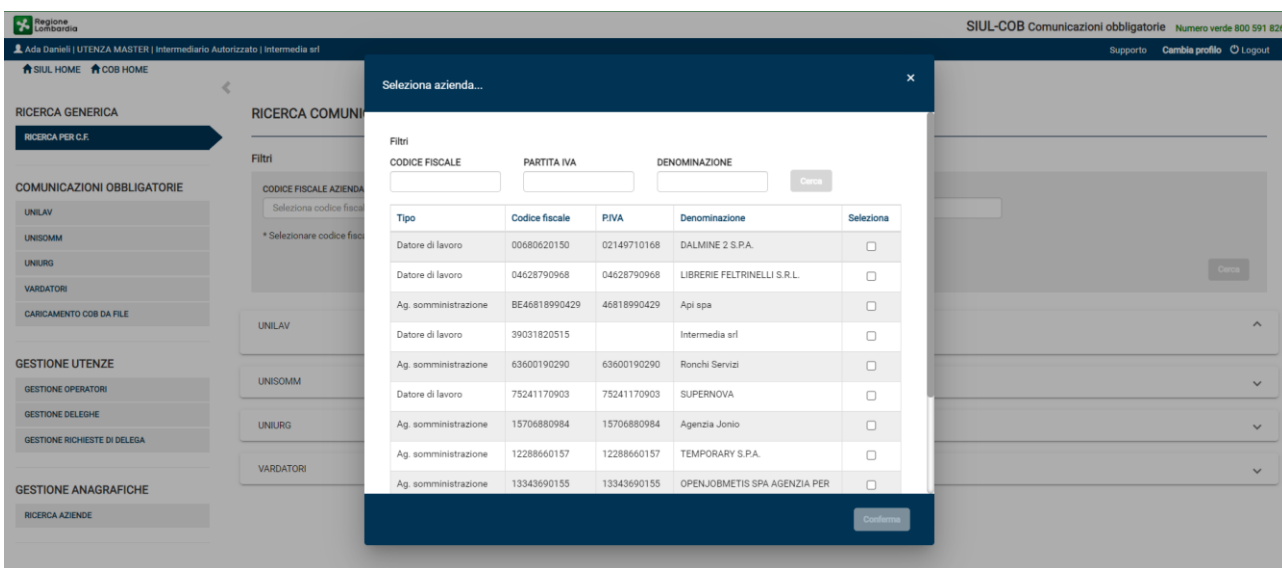 Regione
Lombardia
SIUL-COB Comunicazioni obbligatorie Numero verde 800 591 826
Ada Danieli | UTENZA MASTER | Intermediario Autorizzato | Intermedia srl
Supporto Cambia profilo Logout
SIUL HOME COB HOME
RICERCA GENERICA
RICERCA PER C.F.
COMUNICAZIONI OBBLIGATORIE
UNILAV
UNISOMM
UNIURG
VARDATORI
CARICAMENTO COB DA FILE
GESTIONE UTENZE
GESTIONE OPERATORI
GESTIONE DELEGHE
GESTIONE RICHIESTE DI DELEGA
GESTIONE ANAGRAFICHE
RICERCA AZIENDE
RICERCA COMUNI
Filtri
CODICE FISCALE AZIENDA
Seleziona codice fiscal
* Selezionare codice fisca
Cerca
UNILAV
UNISOMM
UNIURG
VARDATORI
Seleziona azienda... ×
Filtri
CODICE FISCALE PARTITA IVA DENOMINAZIONE
Cerca
Tipo Codice fiscale P.IVA Denominazione Seleziona
Datore di lavoro 00680620150 02149710168 DALMINE 2 S.P.A.
Datore di lavoro 04628790968 04628790968 LIBRERIE FELTRINELLI S.R.L.
Ag. somministrazione BE46818990429 46818990429 Api spa
Datore di lavoro 39031820515 Intermedia srl
Ag. somministrazione 63600190290 63600190290 Ronchi Servizi
Datore di lavoro 75241170903 75241170903 SUPERNOVA
Ag. somministrazione 15706880984 15706880984 Agenzia Jonio
Ag. somministrazione 12288660157 12288660157 TEMPORARY S.P.A.
Ag. somministrazione 13343690155 13343690155 OPENJOBMETIS SPA AGENZIA PER
Conferma